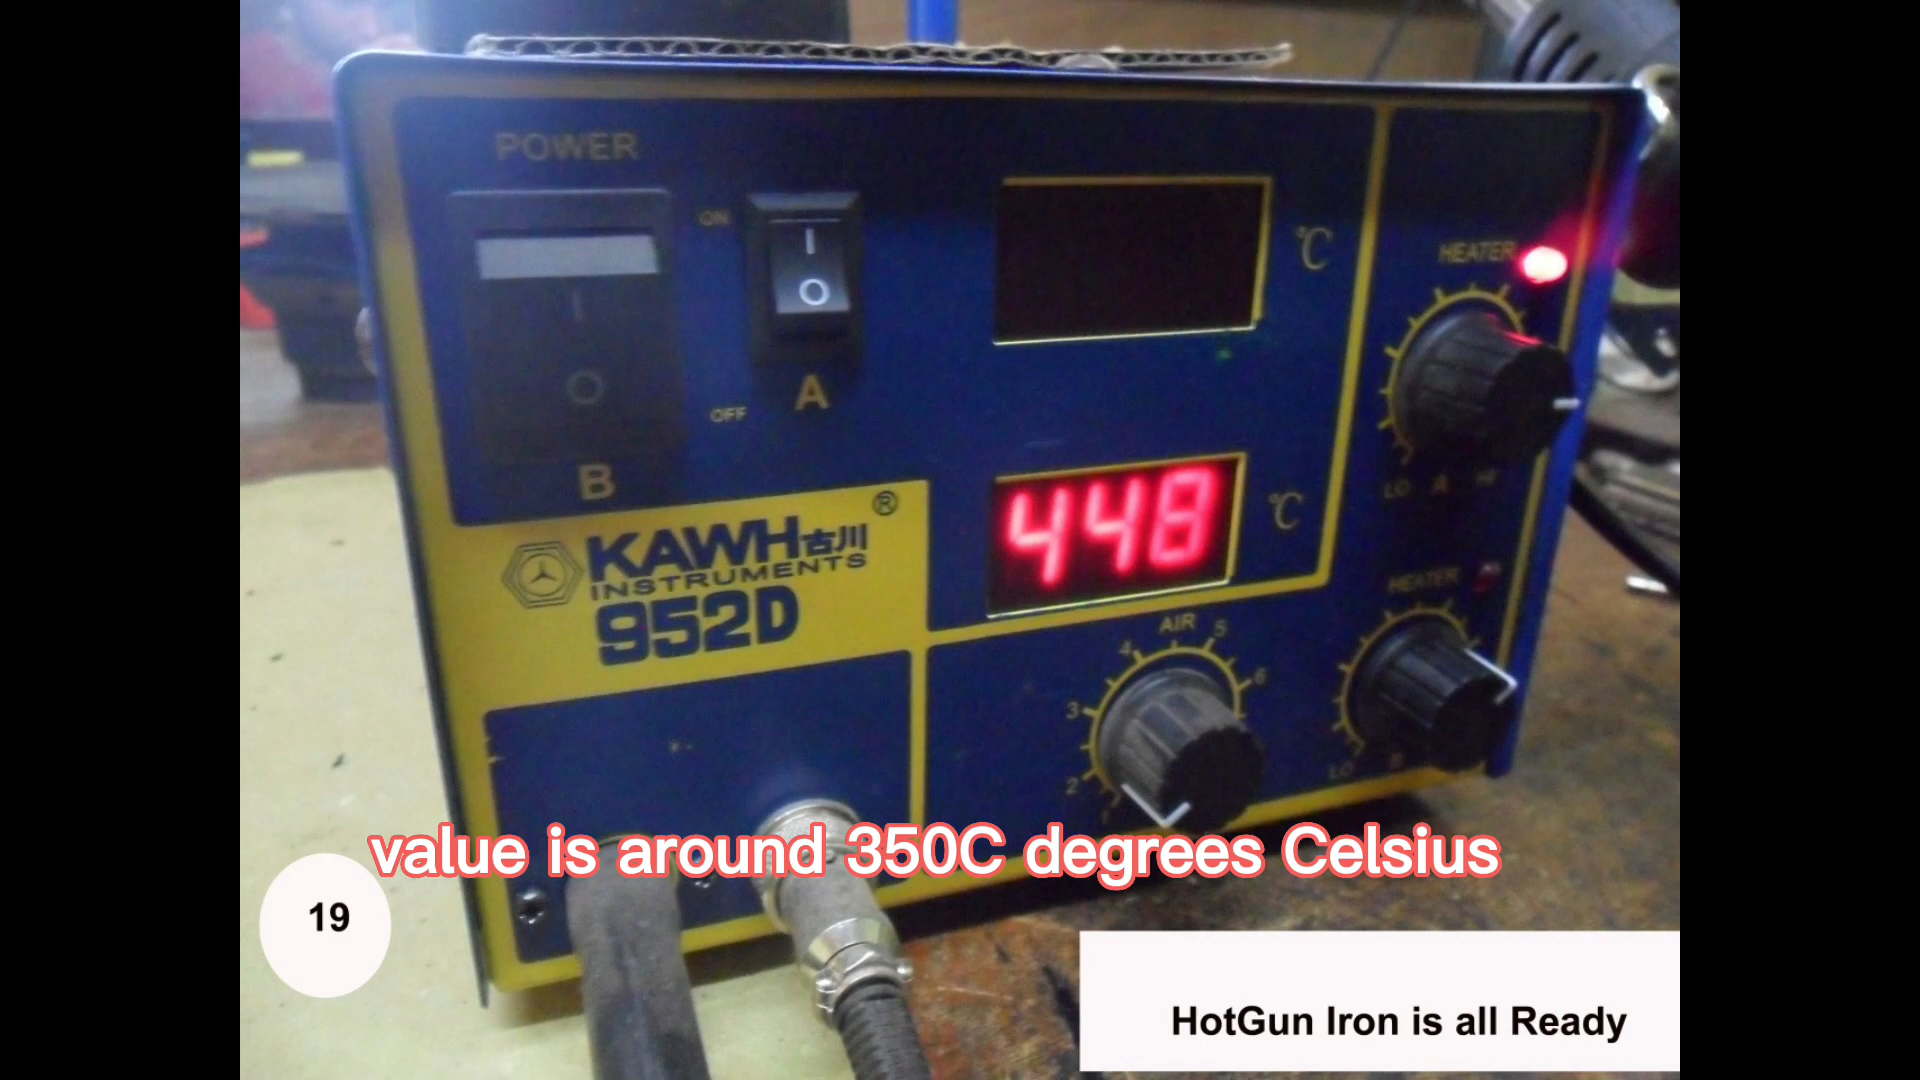 POWER
ON
I
O
OFF
A
I
O
B
℃
HEATER
LO A HI
448
℃
KAWH古川®
INSTRUMENTS
952D
HEATER
AIR
2
3
4
5
6
LO B
value is around 350C degrees Celsius
19
HotGun Iron is all Ready